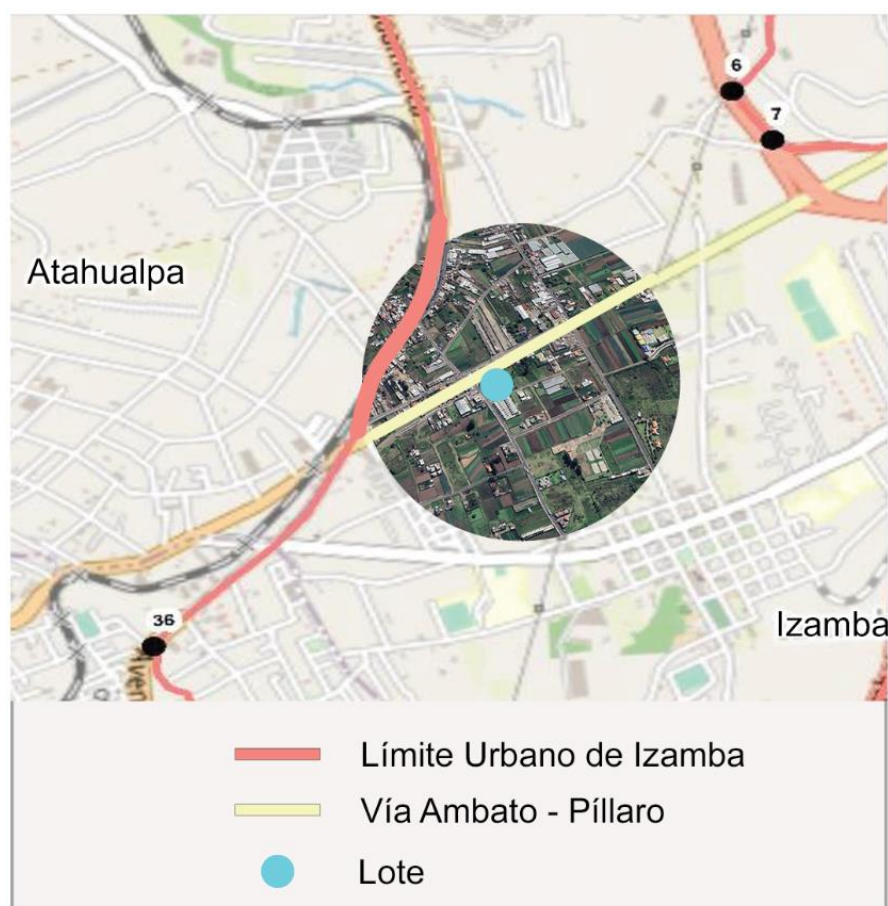 6
7
Atahualpa
36
Izamba
Límite Urbano de Izamba
Vía Ambato - Píllaro
Lote